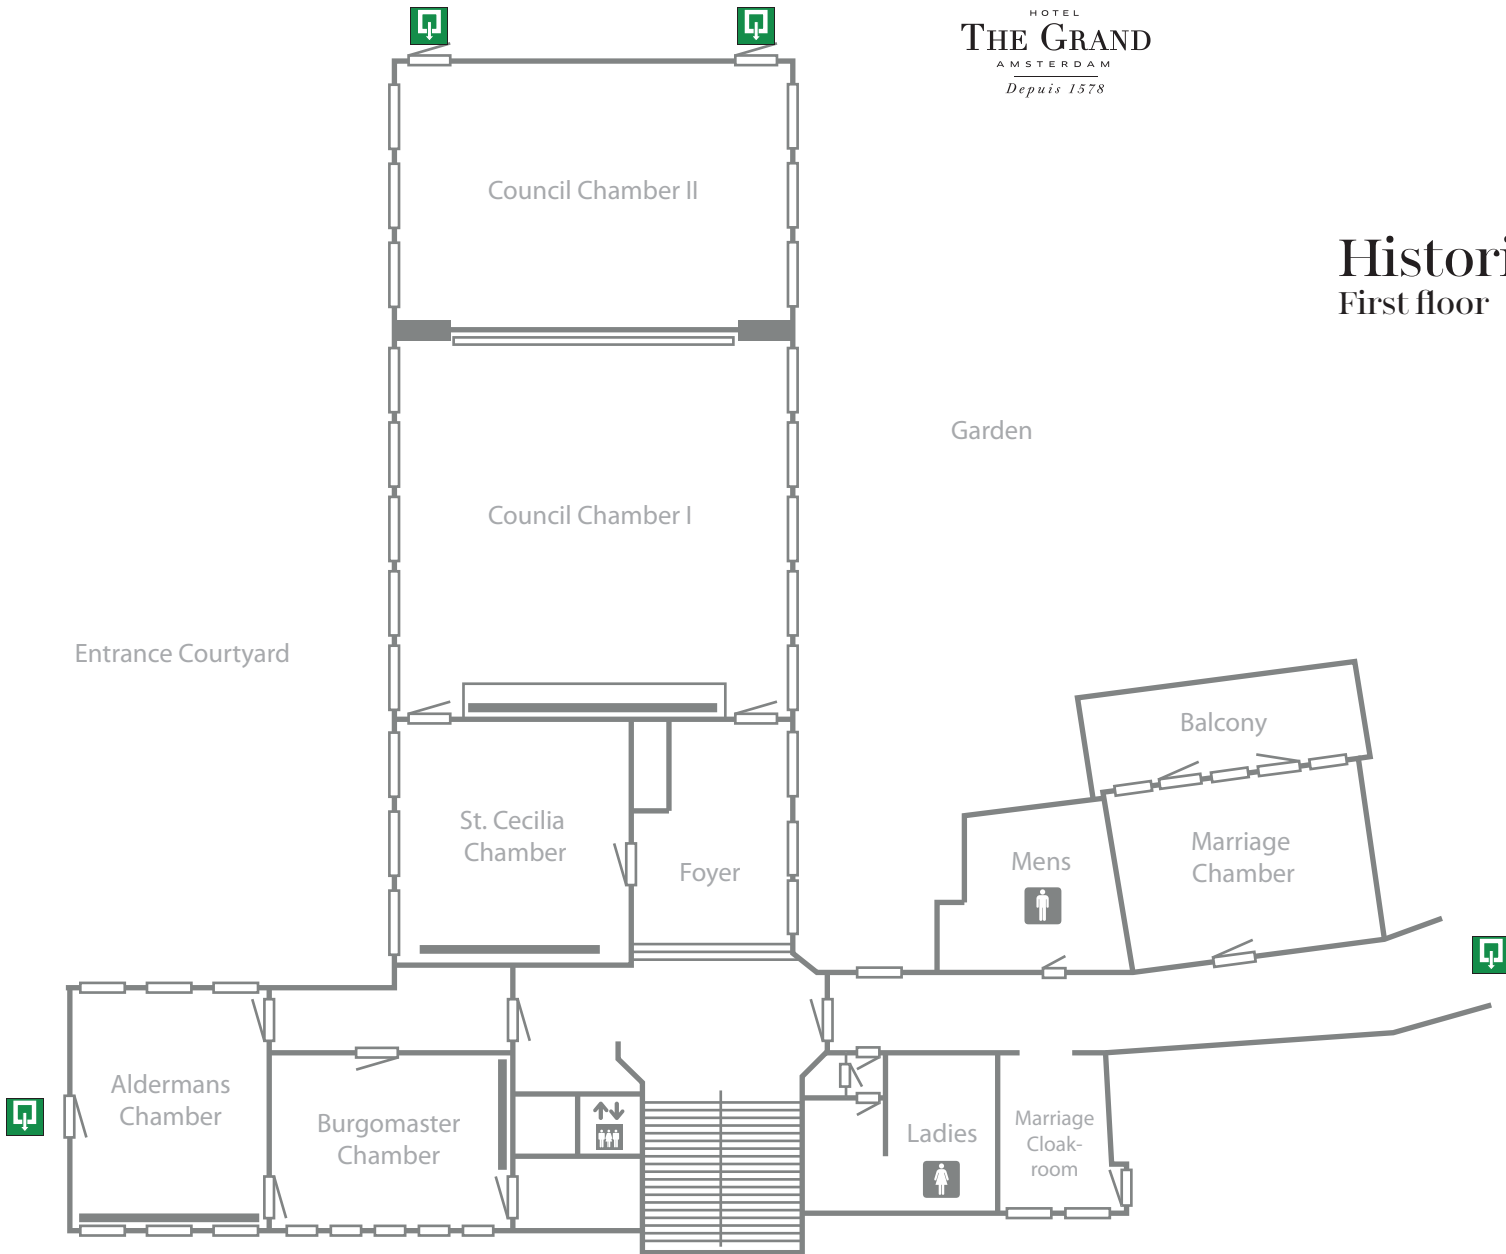 HOTEL
THE GRAND
AMSTERDAM
Depuis 1578
Council Chamber II
Histori
First floor
Garden
Council Chamber I
Entrance Courtyard
Balcony
St. Cecilia
Chamber
Foyer
Mens
Marriage
Chamber
Aldermans
Chamber
Burgomaster
Chamber
Ladies
Marriage
Cloak-
room